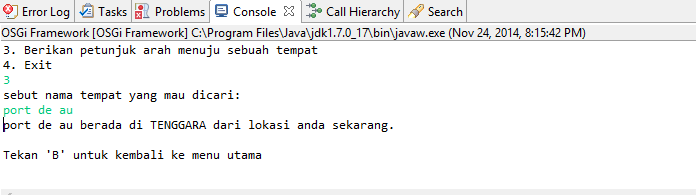 Error Log Tasks Problems Console Call Hierarchy Search
OSGi Framework [OSGi Framework] C:\Program Files\Java\jdk1.7.0_17\bin\javaw.exe (Nov 24, 2014, 8:15:42 PM)
3. Berikan petunjuk arah menuju sebuah tempat
4. Exit
3
sebut nama tempat yang mau dicari:
port de au
port de au berada di TENGGARA dari lokasi anda sekarang.
Tekan 'B' untuk kembali ke menu utama